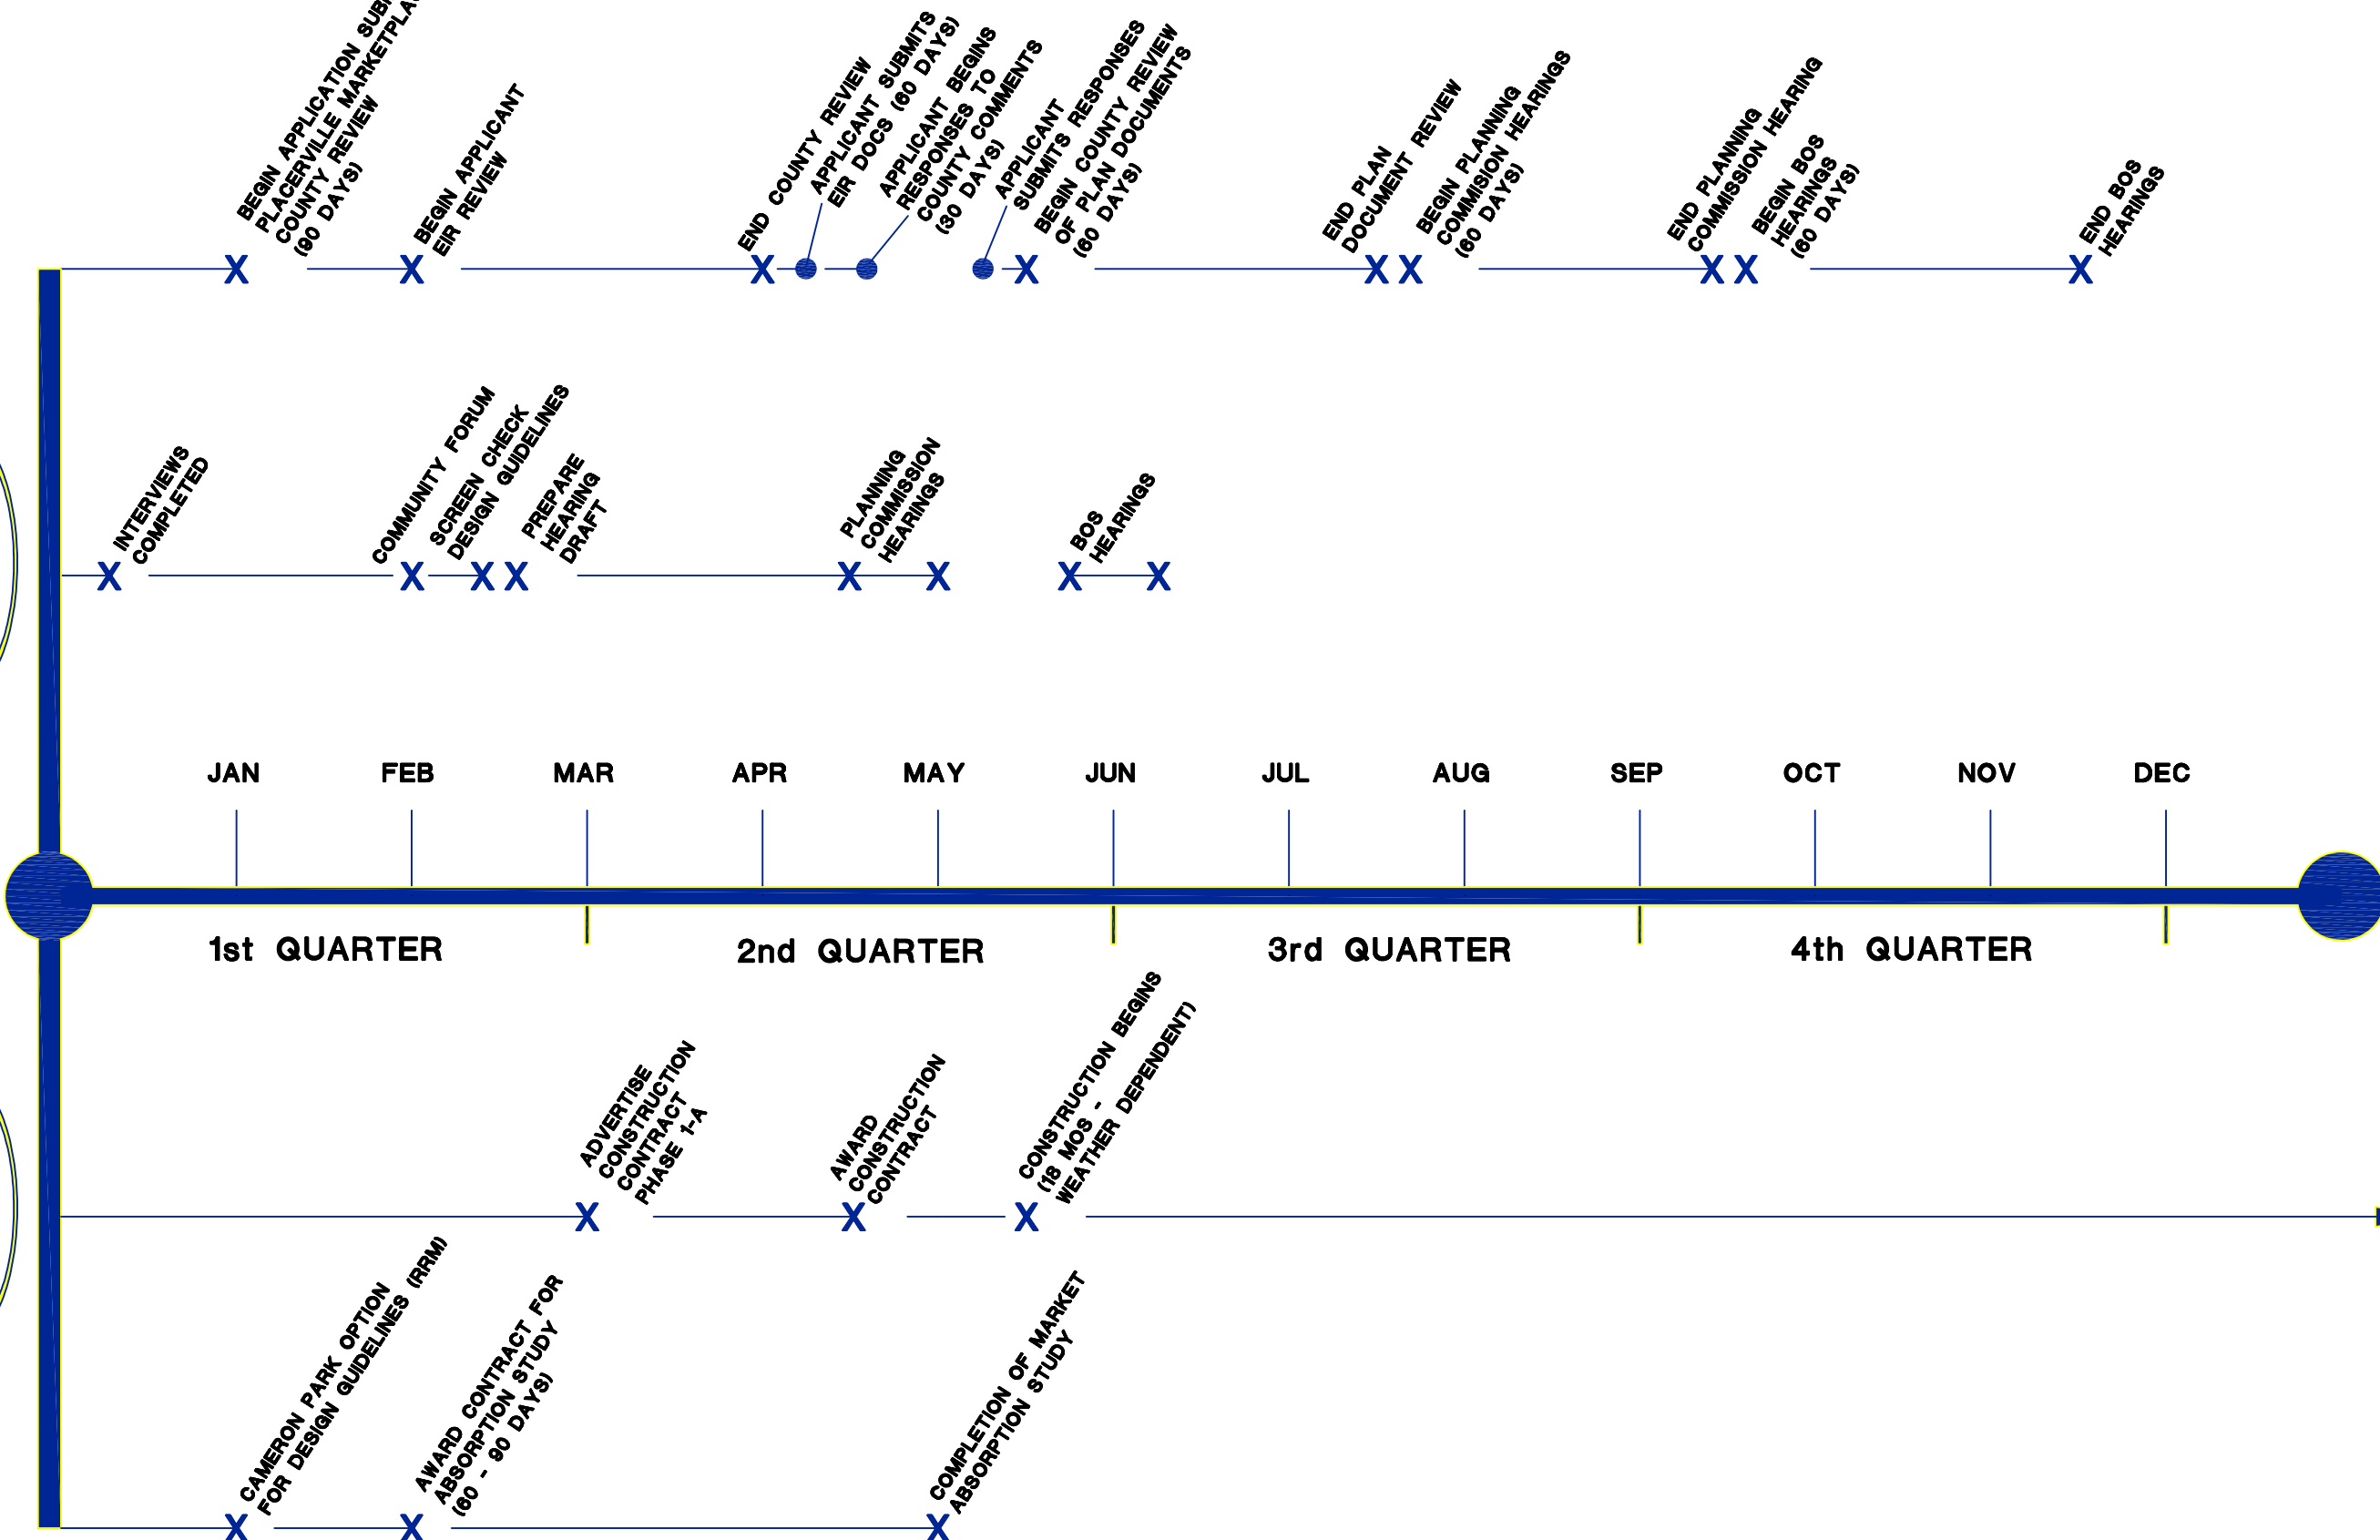 BEGIN APPLICATION
PLACERVILLE
COUNTY REVIEW
(90 DAYS)
BEGIN APPLICANT
EIR REVIEW
END COUNTY REVIEW
APPLICANT SUBMITS
EIR DOCS (60 DAYS)
APPLICANT BEGINS
RESPONSES TO
COUNTY COMMENTS
(30 DAYS)
APPLICANT
SUBMITS RESPONSES
BEGIN COUNTY REVIEW
OF PLAN DOCUMENTS
(60 DAYS)
END PLAN
DOCUMENT REVIEW
BEGIN PLANNING
COMMISION HEARINGS
(60 DAYS)
END PLANNING
COMMISSION HEARING
BEGIN BOS
HEARINGS
(60 DAYS)
END BOS
HEARINGS
X X X X X X X X X
INTERVIEWS
COMPLETED
COMMUNITY FORUM
SCREEN CHECK
DESIGN GUIDELINES
PREPARE
HEARING
DRAFT
PLANNING
COMMISSION
HEARINGS
BOS
HEARINGS
X X X X X X X X
JAN FEB MAR APR MAY JUN JUL AUG SEP OCT NOV DEC
1st QUARTER 2nd QUARTER 3rd QUARTER 4th QUARTER
ADVERTISE
CONSTRUCTION
CONTRACT
PHASE 1-A
AWARD
CONSTRUCTION
CONTRACT
CONSTRUCTION BEGINS
(18 MOS -
WEATHER DEPENDENT)
X X X
CAMERON PARK OPTION
FOR DESIGN GUIDELINES (RRM)
AWARD CONTRACT FOR
ABSORPTION STUDY
(60 - 90 DAYS)
COMPLETION OF MARKET
ABSORPTION STUDY
X X X